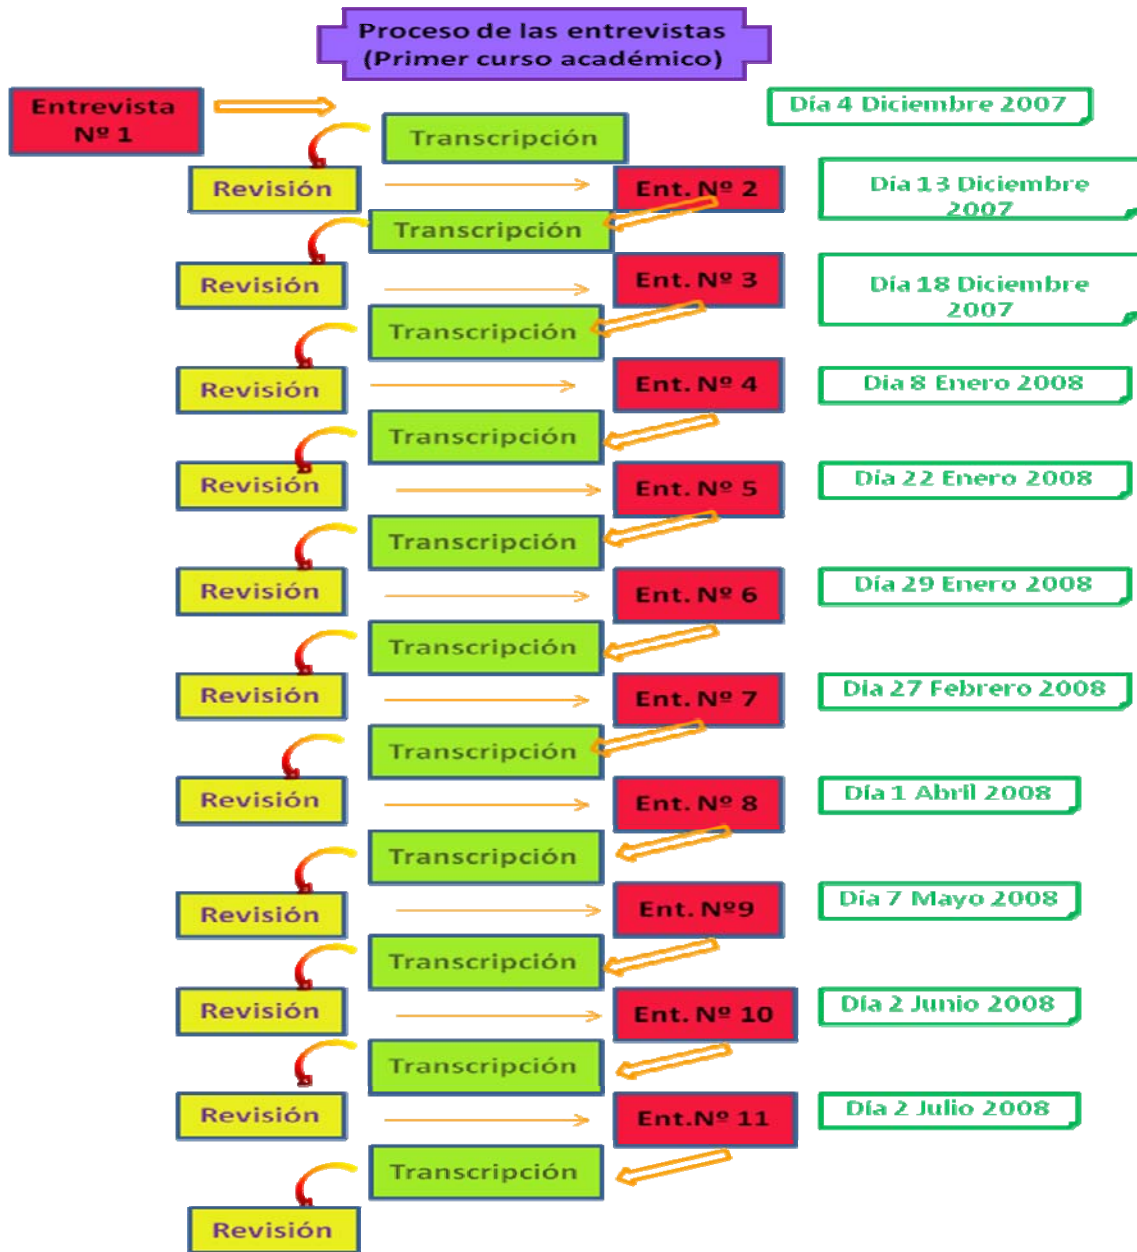 Proceso de las entrevistas
(Primer curso académico)
Entrevista
Nº 1
Día 4 Diciembre 2007
Transcripción
Revisión
Ent. Nº 2
Día 13 Diciembre
2007
Transcripción
Revisión
Ent. Nº 3
Día 18 Diciembre
2007
Transcripción
Revisión
Ent. Nº 4
Día 8 Enero 2008
Transcripción
Revisión
Ent. Nº 5
Día 22 Enero 2008
Transcripción
Revisión
Ent. Nº 6
Día 29 Enero 2008
Transcripción
Revisión
Ent. Nº 7
Día 27 Febrero 2008
Transcripción
Revisión
Ent. Nº 8
Día 1 Abril 2008
Transcripción
Revisión
Ent. Nº9
Día 7 Mayo 2008
Transcripción
Revisión
Ent. Nº 10
Día 2 Junio 2008
Transcripción
Revisión
Ent.Nº 11
Día 2 Julio 2008
Transcripción
Revisión